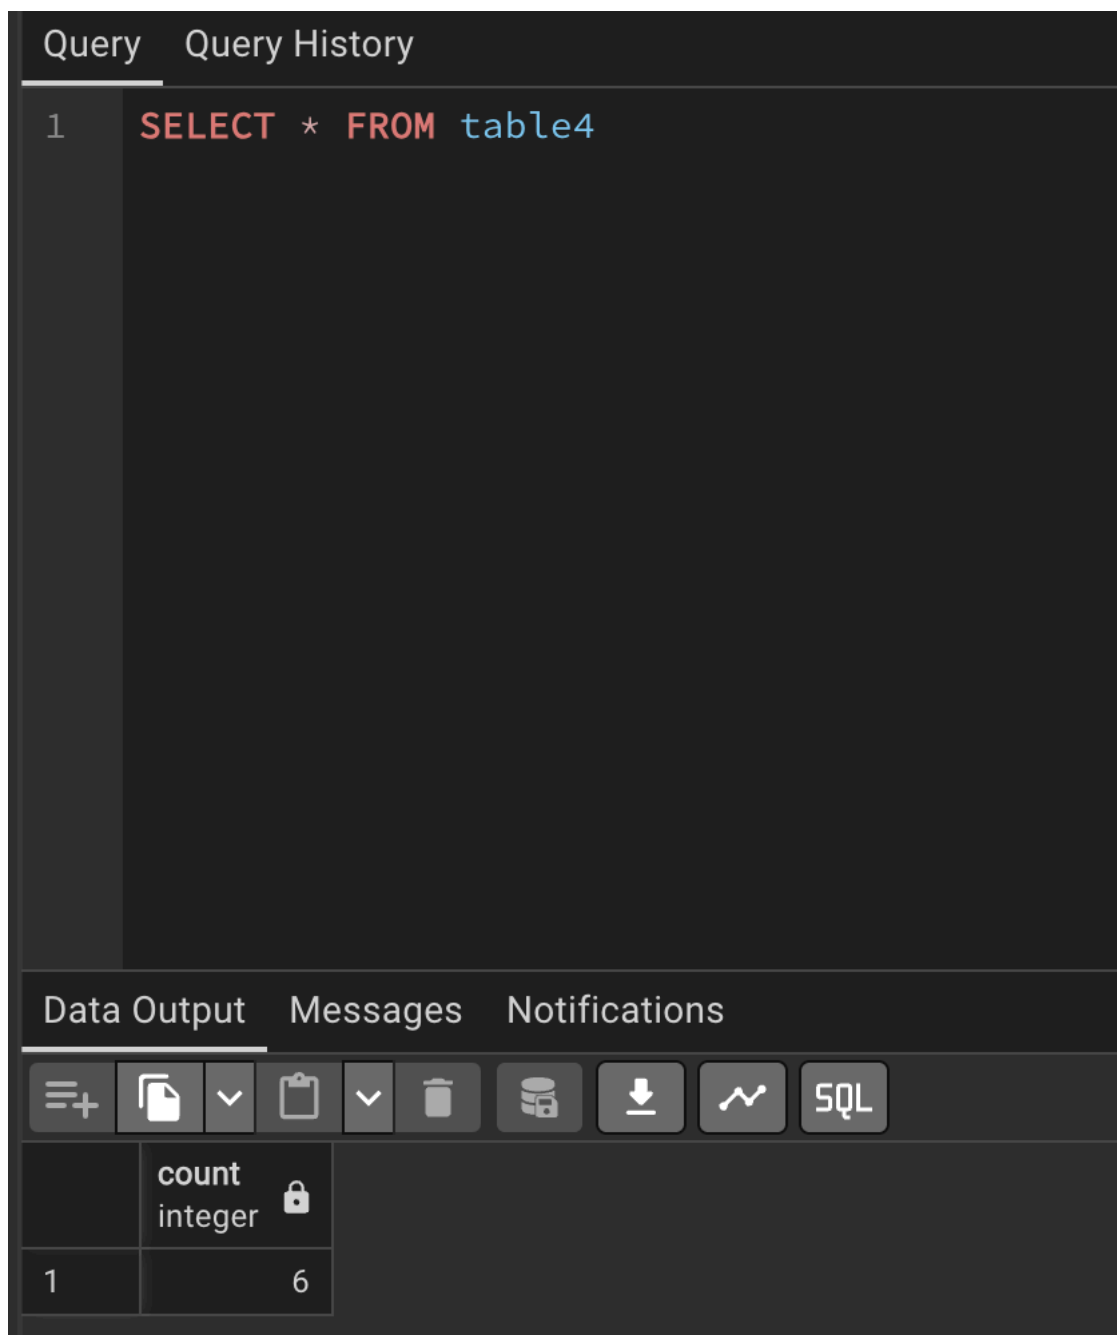 Query Query History
1 SELECT * FROM table4
Data Output Messages Notifications
SQL
count
integer
1 6